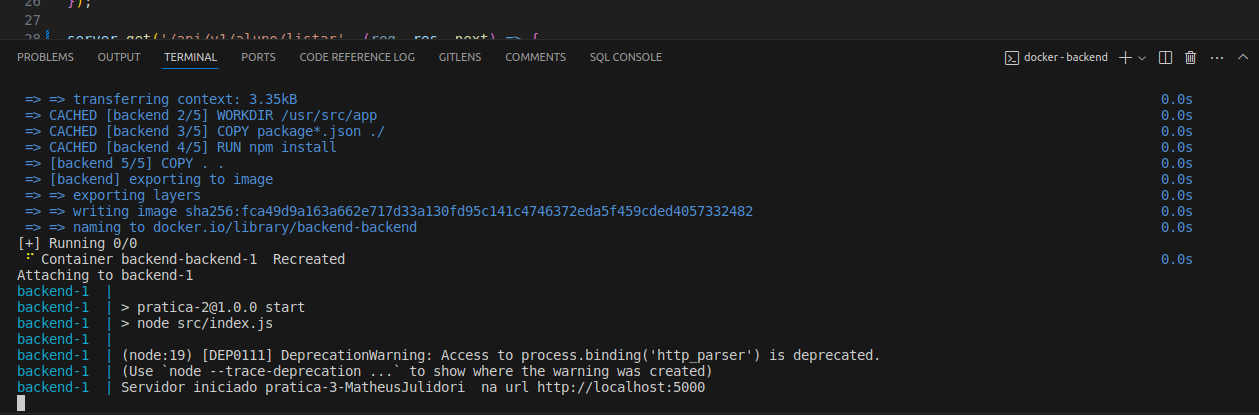 26 });
27
28 server.get('/api/v1/aluno/listar', (req, res, next) => {
PROBLEMS OUTPUT TERMINAL PORTS CODE REFERENCE LOG GITLENS COMMENTS SQL CONSOLE docker - backend
=> => transferring context: 3.35kB 0.0s
=> CACHED [backend 2/5] WORKDIR /usr/src/app 0.0s
=> CACHED [backend 3/5] COPY package*.json ./ 0.0s
=> CACHED [backend 4/5] RUN npm install 0.0s
=> [backend 5/5] COPY . . 0.0s
=> [backend] exporting to image 0.0s
=> => exporting layers 0.0s
=> => writing image sha256:fca49d9a163a662e717d33a130fd95c141c4746372eda5f459cded4057332482 0.0s
=> => naming to docker.io/library/backend-backend 0.0s
[+] Running 0/0
Container backend-backend-1 Recreated 0.0s
Attaching to backend-1
backend-1 |
backend-1 | > pratica-2@1.0.0 start
backend-1 | > node src/index.js
backend-1 |
backend-1 | (node:19) [DEP0111] DeprecationWarning: Access to process.binding('http_parser') is deprecated.
backend-1 | (Use `node --trace-deprecation ...` to show where the warning was created)
backend-1 | Servidor iniciado pratica-3-MatheusJulidori na url http://localhost:5000